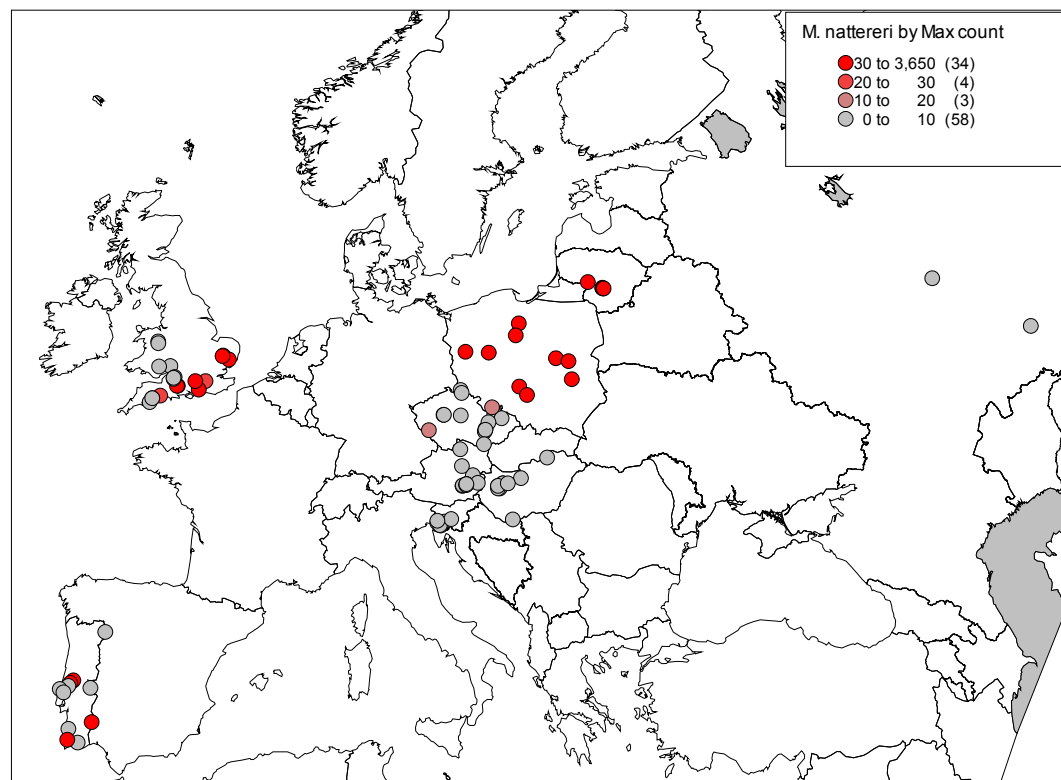 M. nattereri by Max count
30 to 3,650 (34)
20 to 30 (4)
10 to 20 (3)
0 to 10 (58)